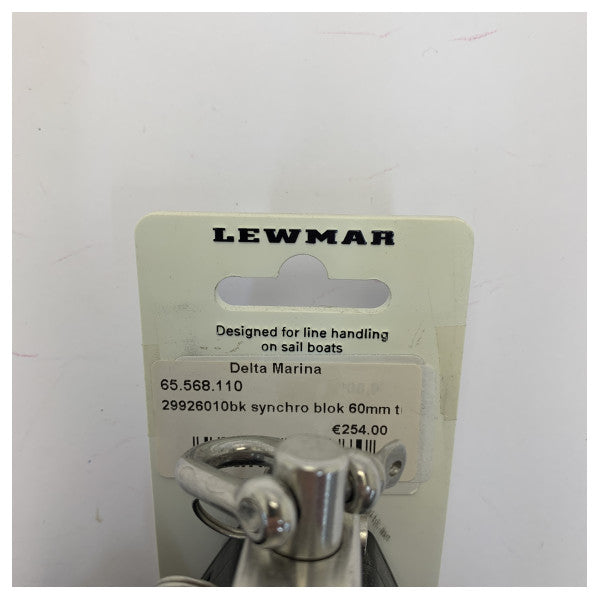 LEWMAR
Designed for line handling
on sail boats
Delta Marina
65.568.110
29926010bk synchro blok 60mm
€254.00